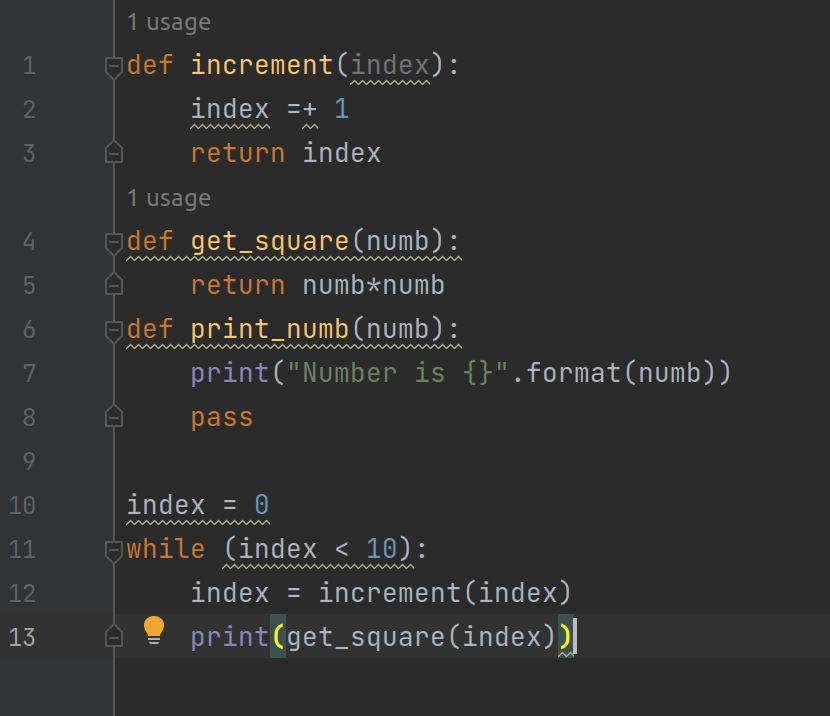 1 usage
1 def increment(index):
2     index =+ 1
3     return index
1 usage
4 def get_square(numb):
5     return numb*numb
6 def print_numb(numb):
7     print("Number is {}".format(numb))
8     pass
9
10 index = 0
11 while (index < 10):
12     index = increment(index)
13     print(get_square(index))